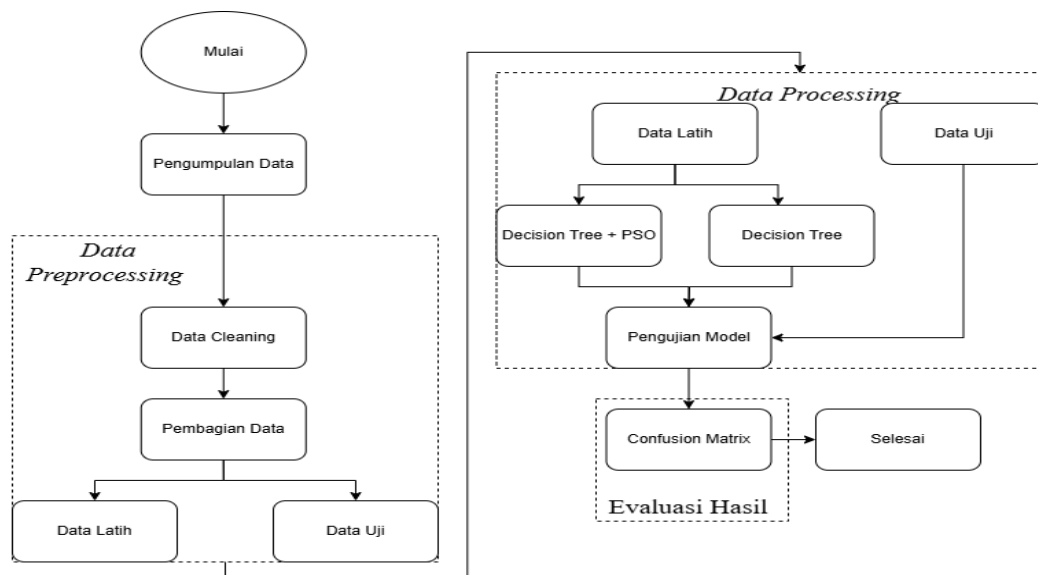 Mulai
Pengumpulan Data
Data
Preprocessing
Data Cleaning
Pembagian Data
Data Latih
Data Uji
Data Processing
Data Latih
Data Uji
Decision Tree + PSO
Decision Tree
Pengujian Model
Confusion Matrix
Selesai
Evaluasi Hasil